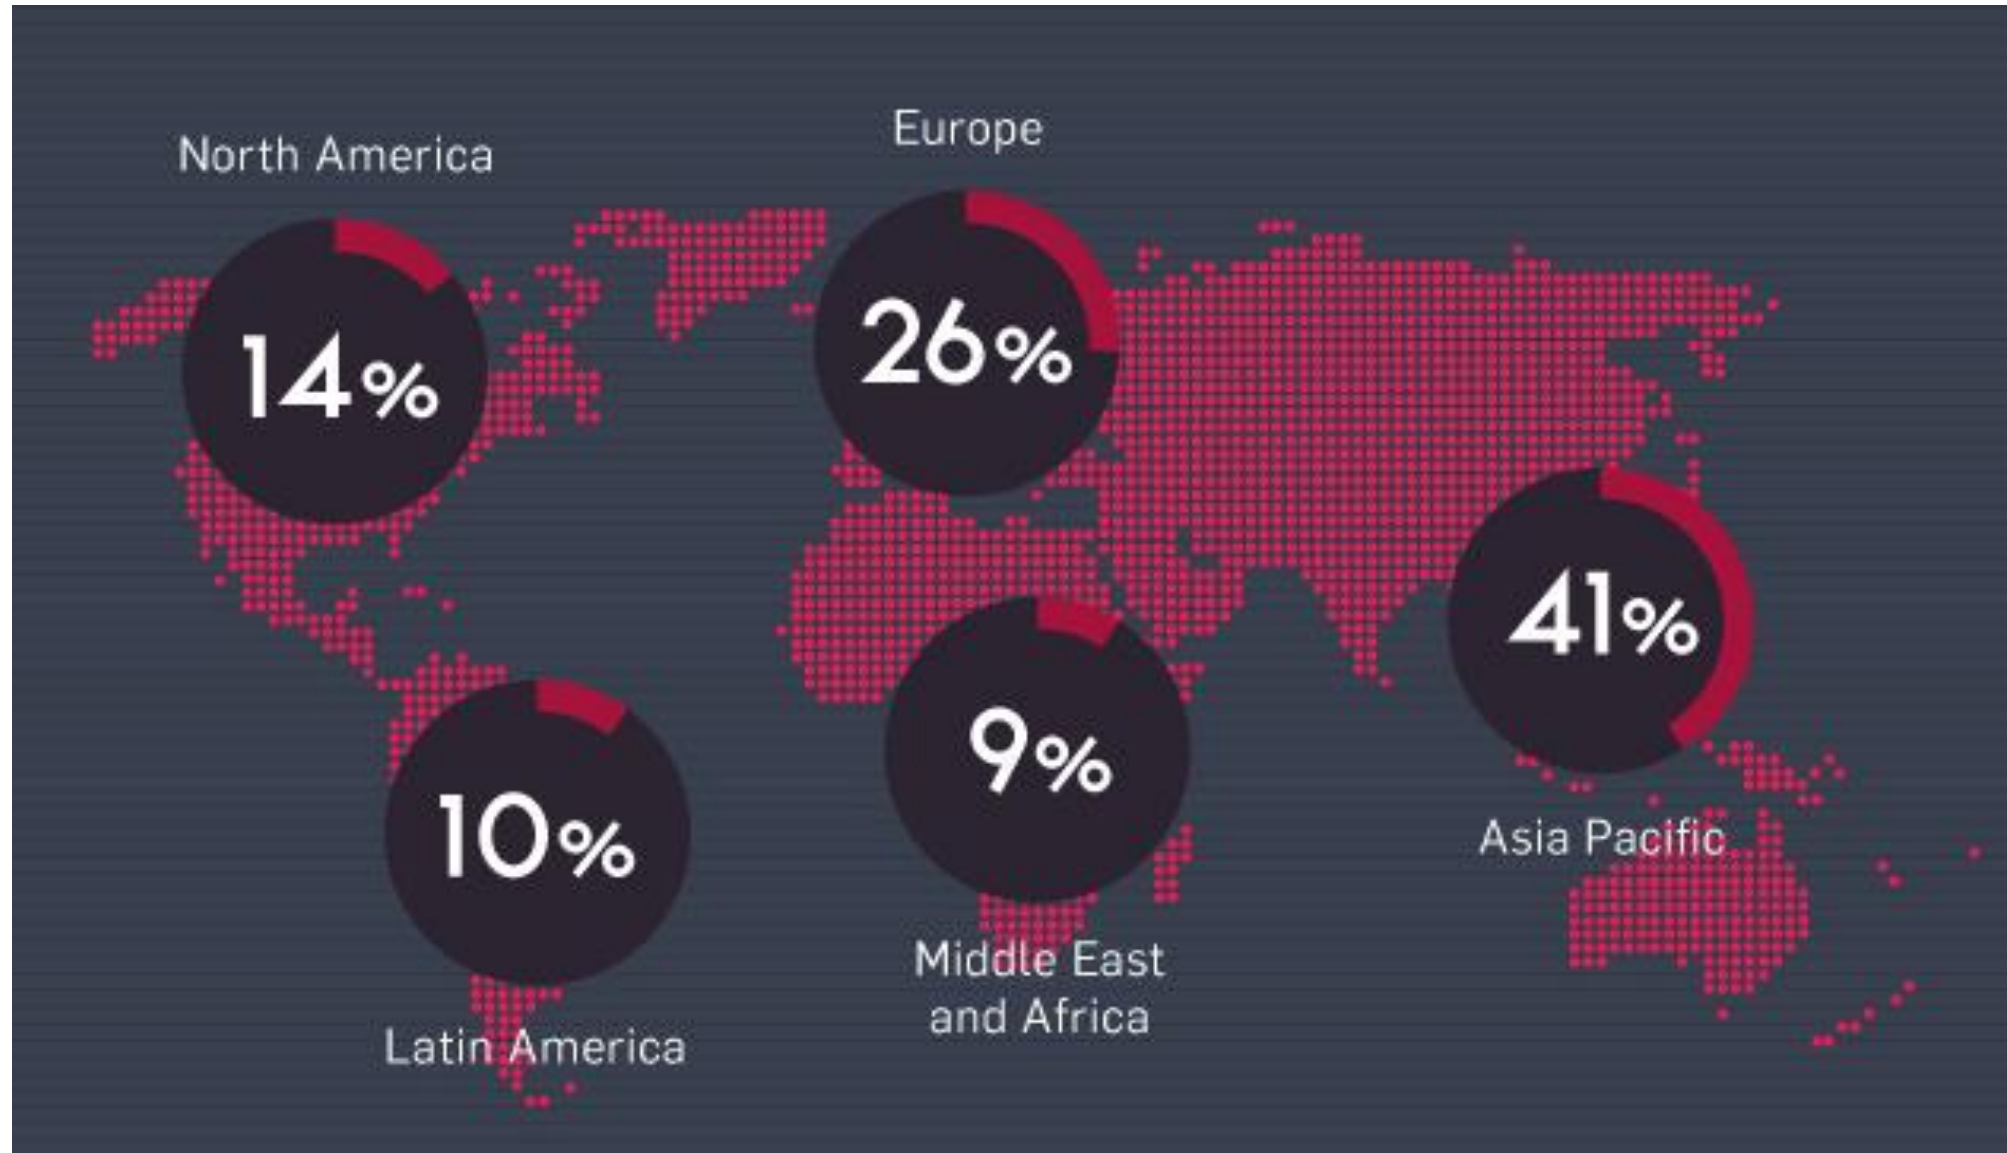 North America
14%
Europe
26%
41%
Asia Pacific
10%
Latin America
9%
Middle East
and Africa